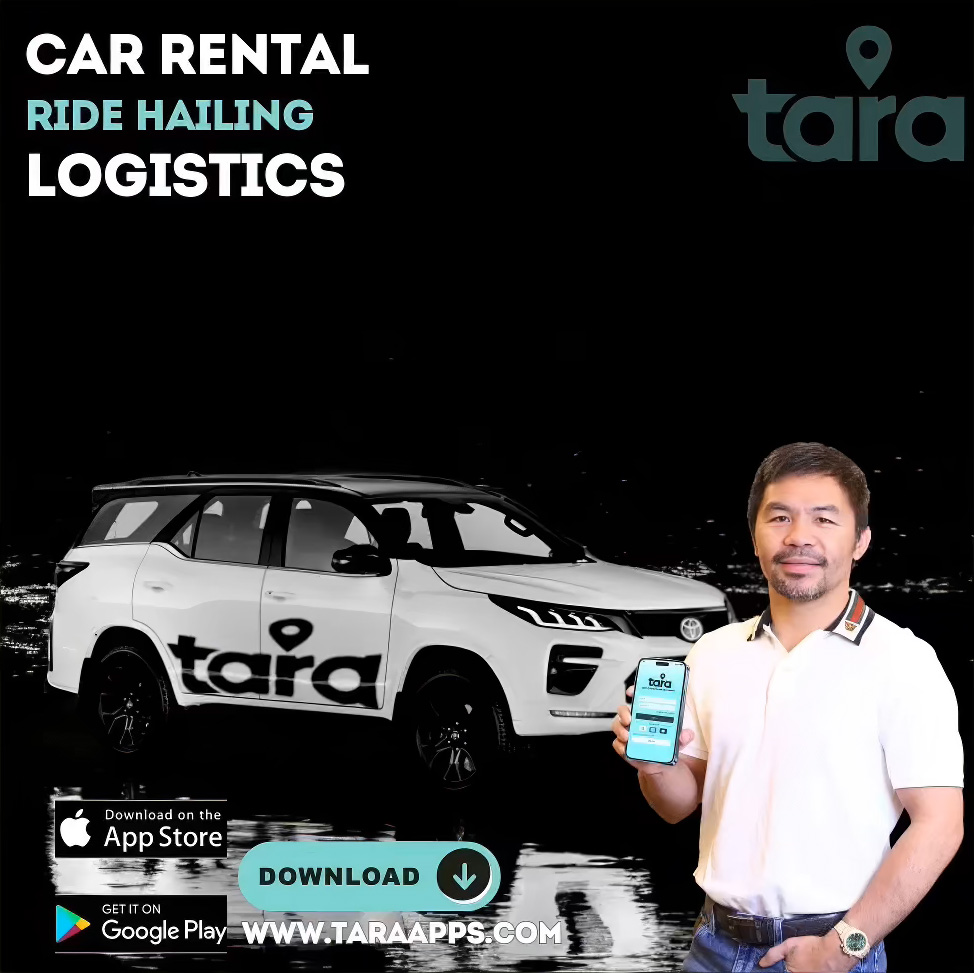 CAR RENTAL
RIDE HAILING
LOGISTICS
tara
tara
tara
Download on the
App Store
GET IT ON
Google Play
DOWNLOAD
WWW.TARAAPPS.COM